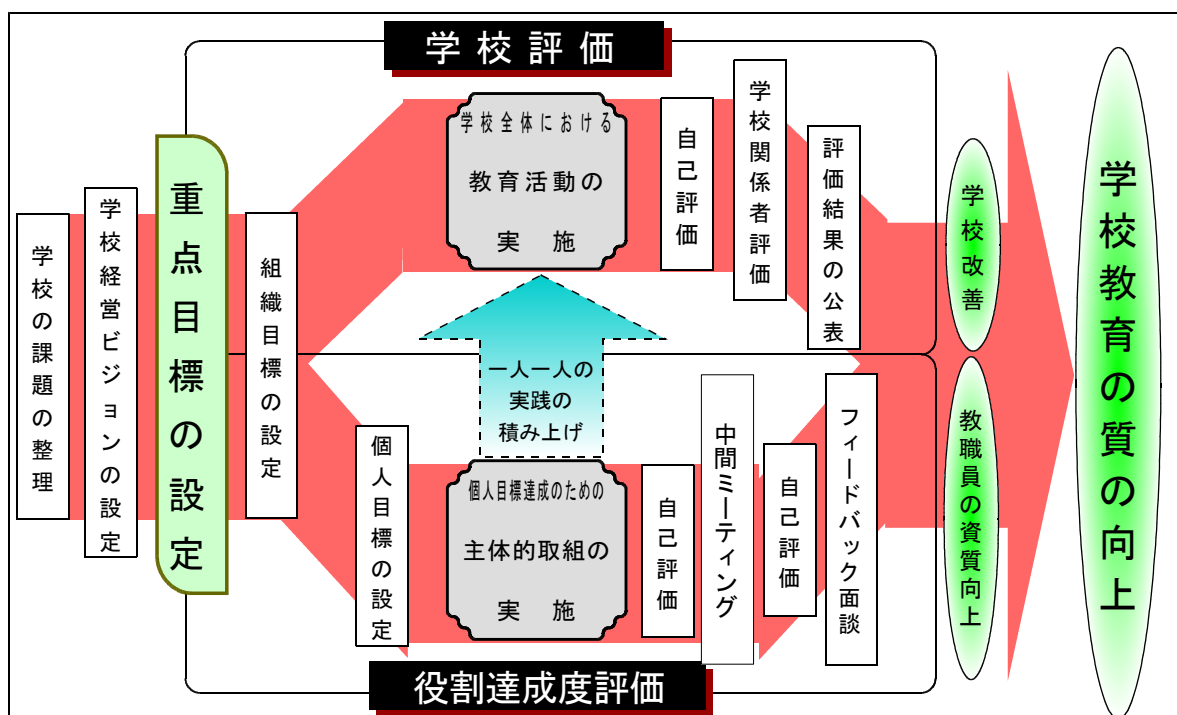 学校評価
学校の課題の整理
学校経営ビジョンの設定
重点目標の設定
組織目標の設定
学校全体における
教育活動の
実施
自己評価
学校関係者評価
評価結果の公表
一人一人の
実践の
積み上げ
個人目標の設定
個人目標達成のための
主体的取組の
実施
自己評価
中間ミーティング
自己評価
フィードバック面談
役割達成度評価
学校改善
教職員の資質向上
学校教育の質の向上